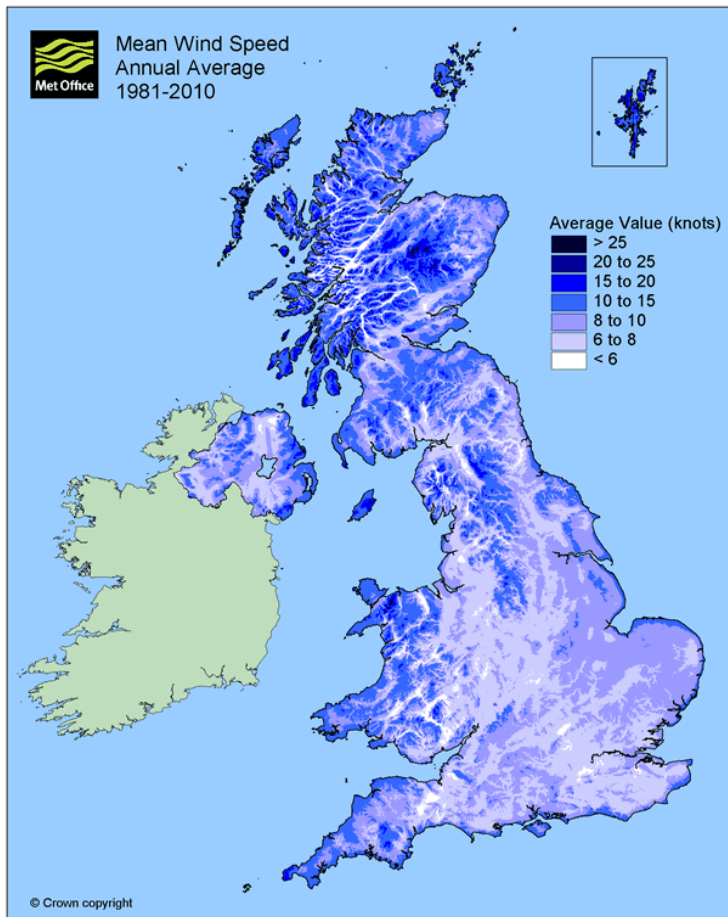 Met Office
Mean Wind Speed
Annual Average
1981-2010
Average Value (knots)
> 25
20 to 25
15 to 20
10 to 15
8 to 10
6 to 8
< 6
© Crown copyright